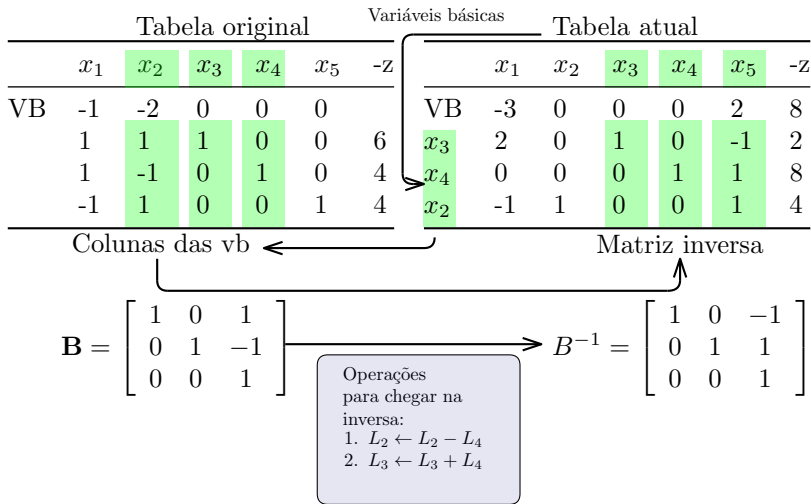 Variáveis básicas
Tabela original
x₁ x₂ x₃ x₄ x₅ -z
VB -1 -2 0 0 0
1 1 1 0 0 6
1 -1 0 1 0 4
-1 1 0 0 1 4
Colunas das vb
Tabela atual
x₁ x₂ x₃ x₄ x₅ -z
VB -3 0 0 0 2 8
x₃ 2 0 1 0 -1 2
x₄ 0 0 0 1 1 8
x₂ -1 1 0 0 1 4
Matriz inversa
B = [ 1 0 1
0 1 −1
0 0 1 ]
B⁻¹ = [ 1 0 −1
0 1 1
0 0 1 ]
Operações
para chegar na
inversa:
1. L₂ ← L₂ − L₄
2. L₃ ← L₃ + L₄